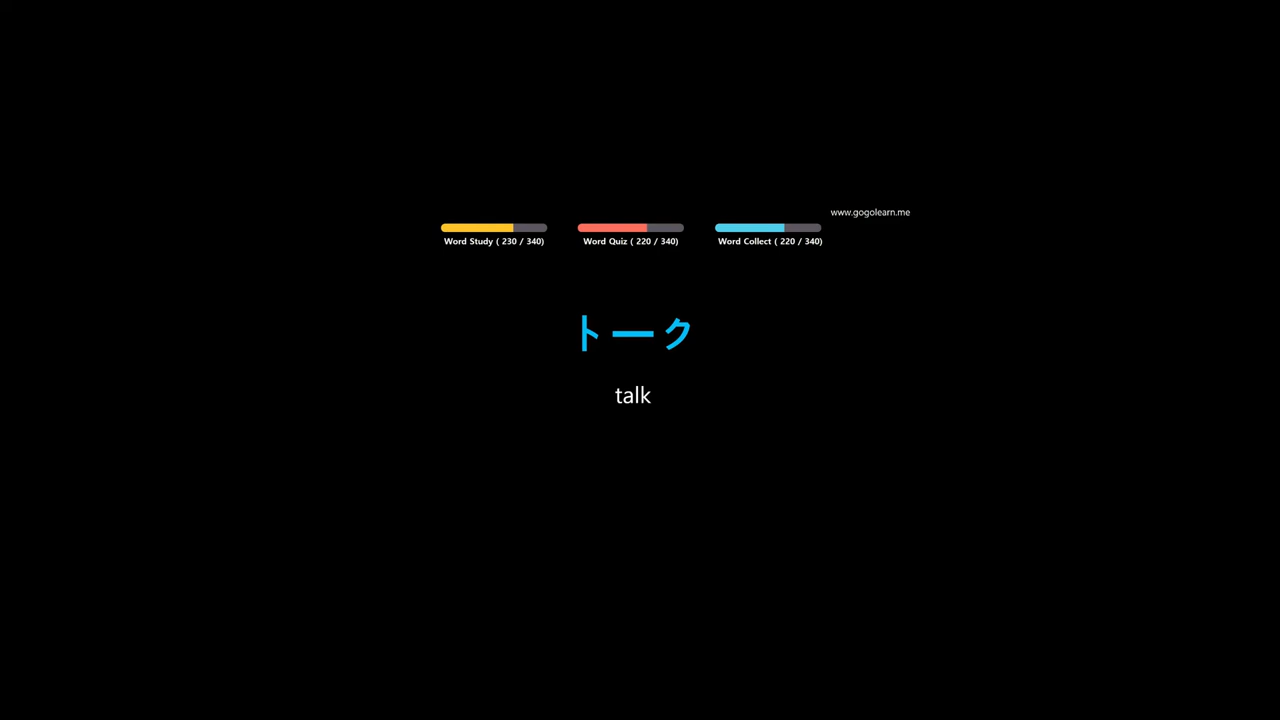 www.gogolearn.me
Word Study ( 230 / 340)
Word Quiz ( 220 / 340)
Word Collect ( 220 / 340)
トーク
talk